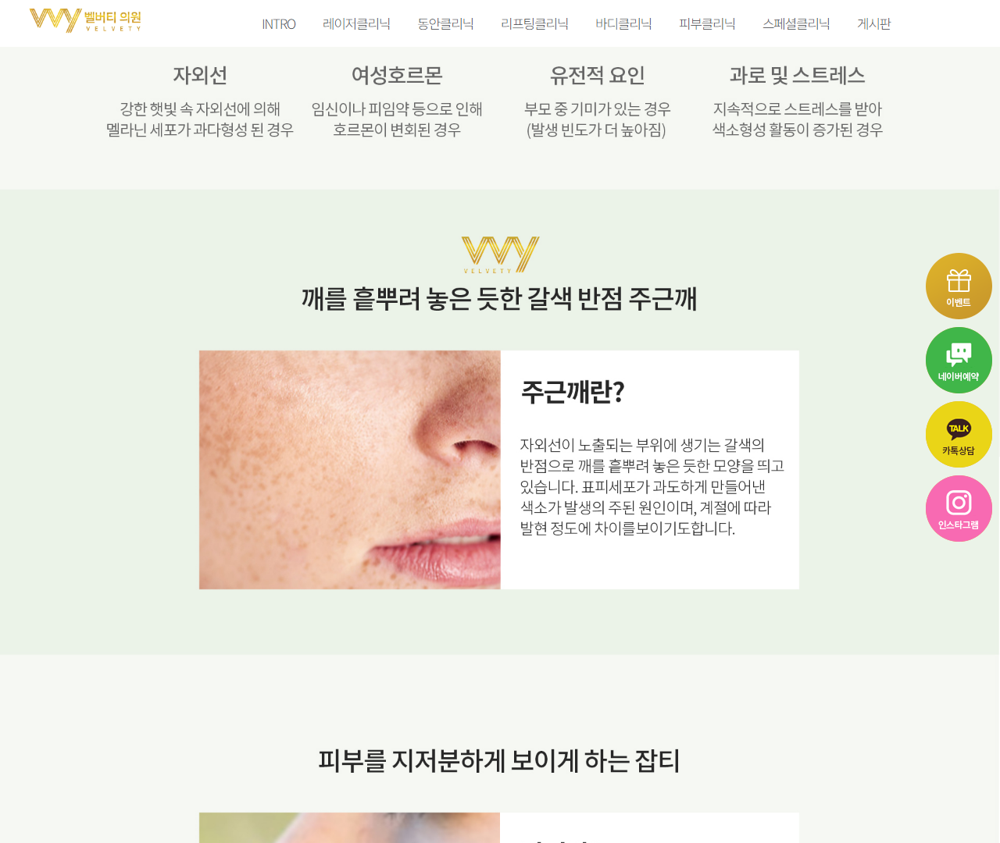 벨버티 의원
VELVETY
INTRO
레이저클리닉
동안클리닉
리프팅클리닉
바디클리닉
피부클리닉
스페셜클리닉
게시판
자외선
강한 햇빛 속 자외선에 의해
멜라닌 세포가 과다형성 된 경우
여성호르몬
임신이나 피임약 등으로 인해
호르몬이 변회된 경우
유전적 요인
부모 중 기미가 있는 경우
(발생 빈도가 더 높아짐)
과로 및 스트레스
지속적으로 스트레스를 받아
색소형성 활동이 증가된 경우
VELVETY
깨를 흩뿌려 놓은 듯한 갈색 반점 주근깨
주근깨란?
자외선이 노출되는 부위에 생기는 갈색의
반점으로 깨를 흩뿌려 놓은 듯한 모양을 띄고
있습니다. 표피세포가 과도하게 만들어낸
색소가 발생의 주된 원인이며, 계절에 따라
발현 정도에 차이를보이기도합니다.
이벤트
네이버예약
TALK
카톡상담
인스타그램
피부를 지저분하게 보이게 하는 잡티